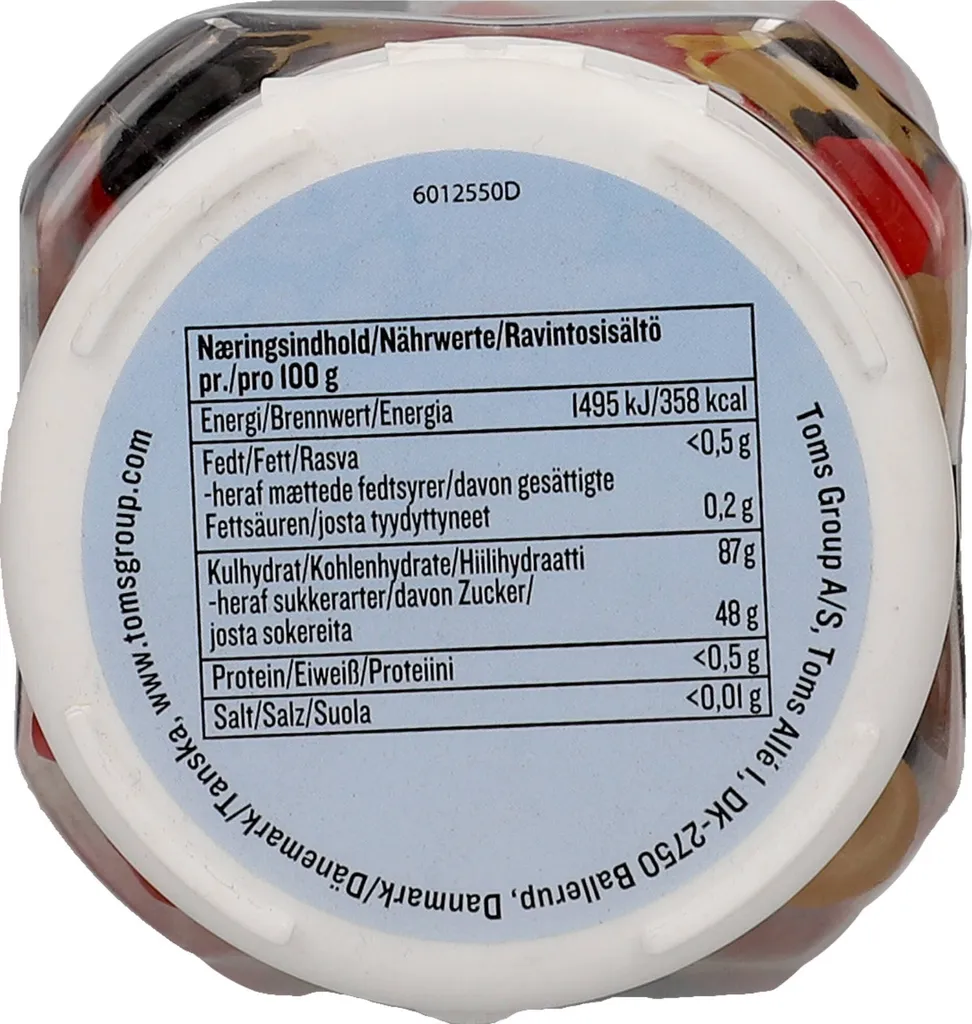 6012550D
Næringsindhold/Nährwerte/Ravintosisältö
pr./pro 100 g
Energi/Brennwert/Energia 1495 kJ/358 kcal
Fedt/Fett/Rasva <0,5 g
-heraf mættede fedtsyrer/davon gesättigte
Fettsäuren/josta tyydyttyneet 0,2 g
Kulhydrat/Kohlenhydrate/Hiilihydraatti 87g
-heraf sukkerarter/davon Zucker/
josta sokereita 48 g
Protein/Eiweiß/Proteiini <0,5 g
Salt/Salz/Suola <0,01 g
Toms Group A/S, Toms Allé 1, DK-2750 Ballerup, Danmark/Dänemark/Tanska, www.tomsgroup.com